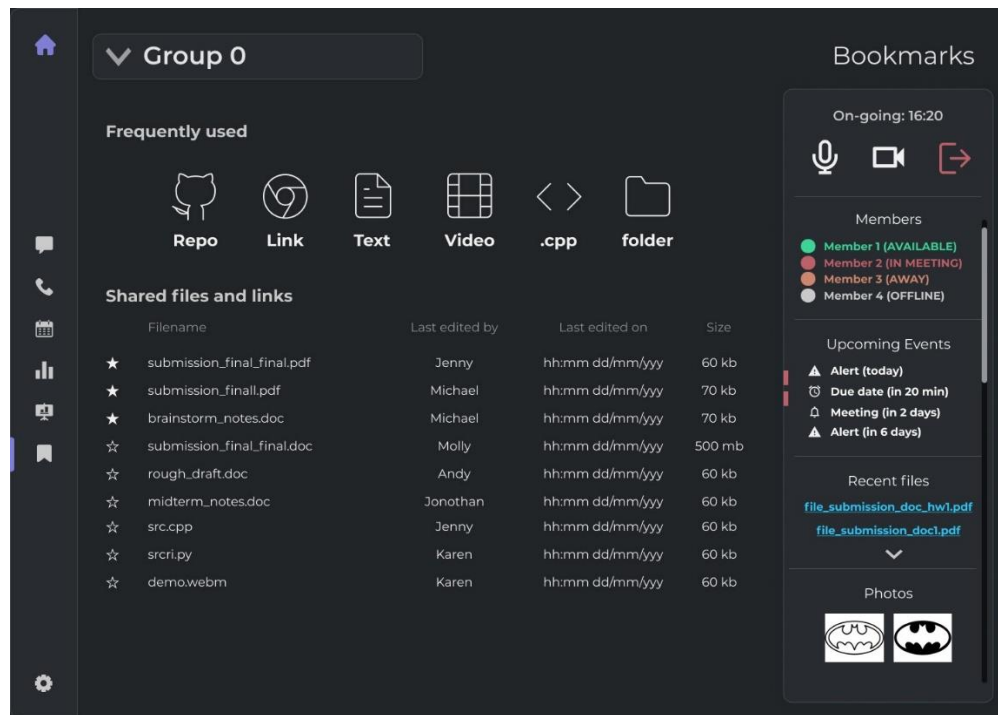 Group 0
Bookmarks
Frequently used
Repo Link Text Video .cpp folder
Shared files and links
Filename Last edited by Last edited on Size
submission_final_final.pdf Jenny hh:mm dd/mm/yyy 60 kb
submission_finall.pdf Michael hh:mm dd/mm/yyy 70 kb
brainstorm_notes.doc Michael hh:mm dd/mm/yyy 70 kb
submission_final_final.doc Molly hh:mm dd/mm/yyy 500 mb
rough_draft.doc Andy hh:mm dd/mm/yyy 60 kb
midterm_notes.doc Jonothan hh:mm dd/mm/yyy 60 kb
src.cpp Jenny hh:mm dd/mm/yyy 60 kb
srcri.py Karen hh:mm dd/mm/yyy 60 kb
demo.webm Karen hh:mm dd/mm/yyy 60 kb
On-going: 16:20
Members
Member 1 (AVAILABLE)
Member 2 (IN MEETING)
Member 3 (AWAY)
Member 4 (OFFLINE)
Upcoming Events
Alert (today)
Due date (in 20 min)
Meeting (in 2 days)
Alert (in 6 days)
Recent files
file_submission_doc_hw1.pdf
file_submission_doc1.pdf
Photos